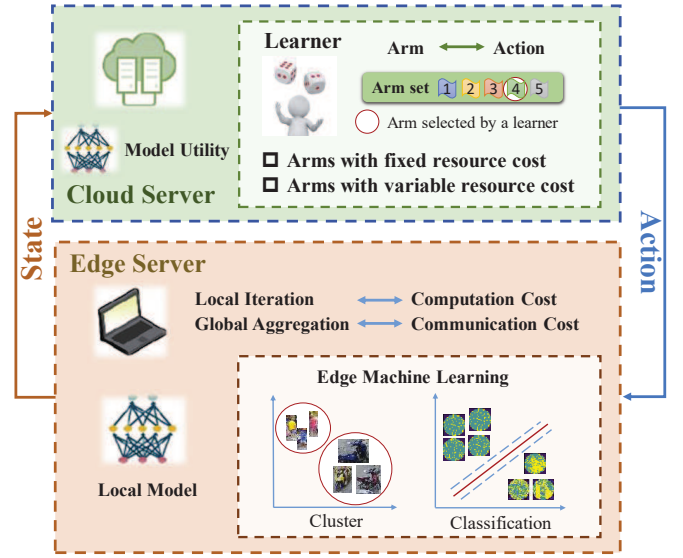 Learner
Arm Action
Arm set 1 2 3 4 5
Arm selected by a learner
Model Utility
Arms with fixed resource cost
Arms with variable resource cost
Cloud Server
State
Action
Edge Server
Local Iteration Computation Cost
Global Aggregation Communication Cost
Edge Machine Learning
Local Model
Cluster
Classification